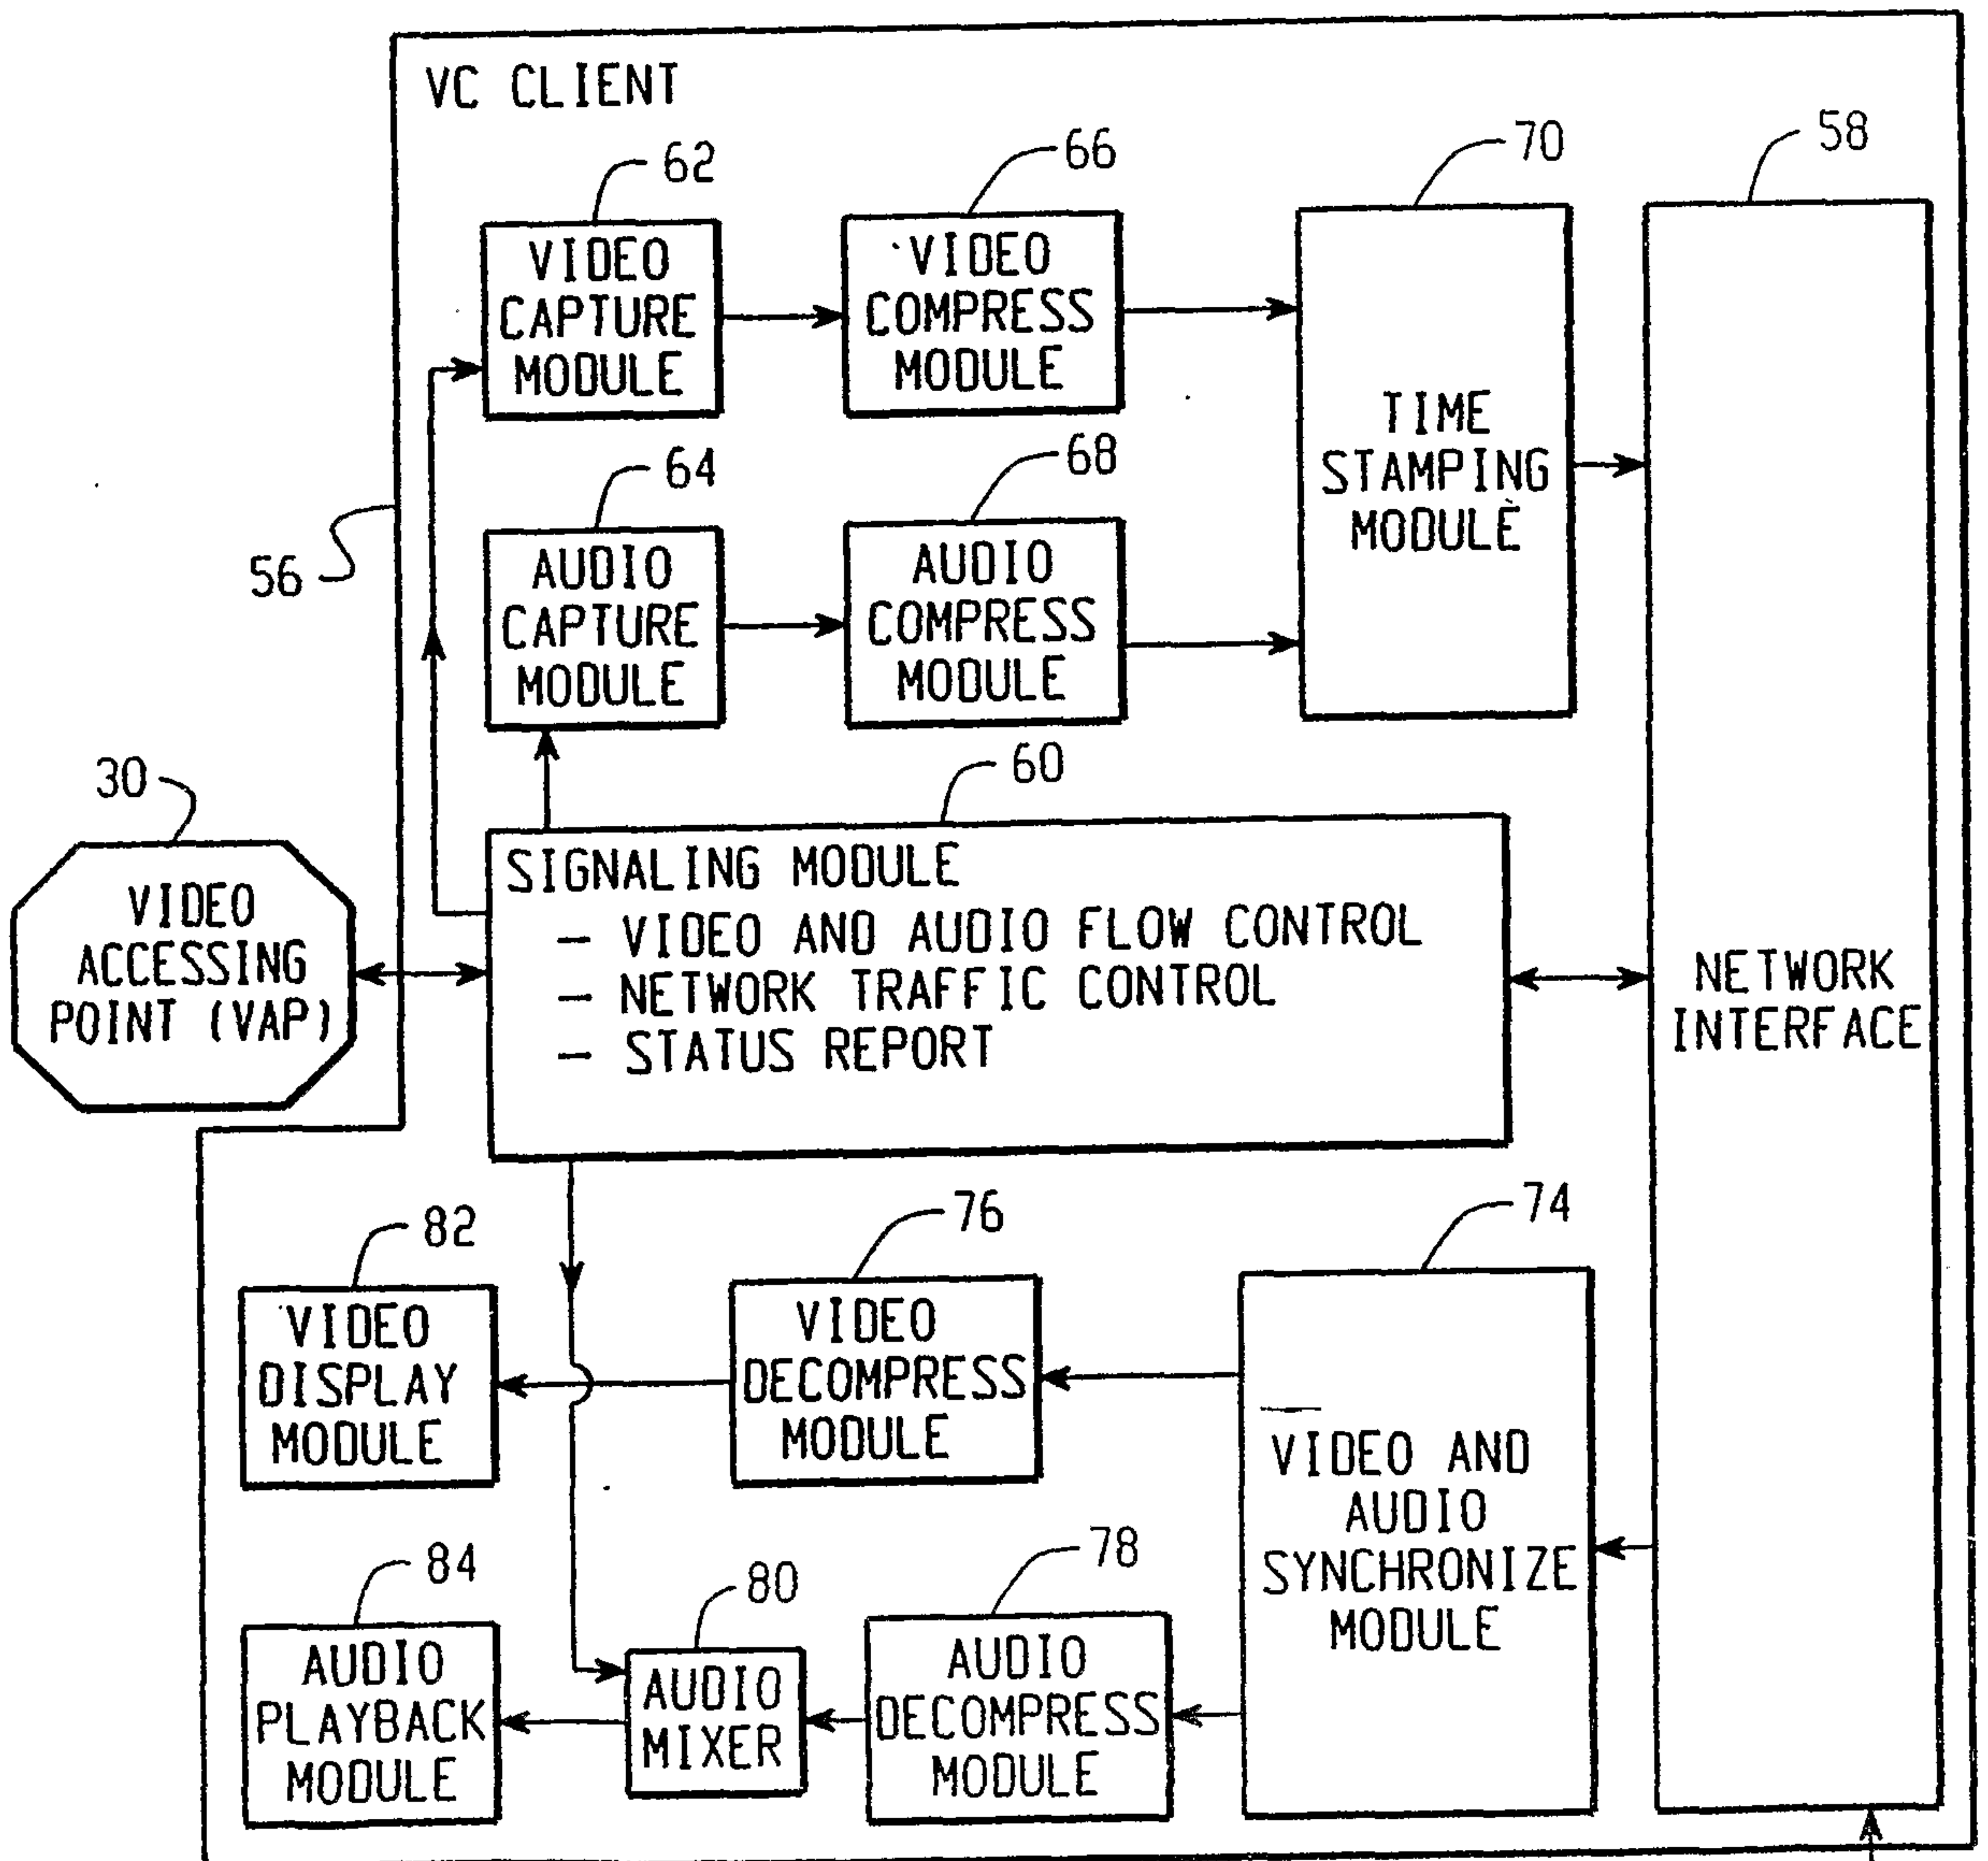 VC CLIENT
62
66
70
58
VIDEO
CAPTURE
MODULE
VIDEO
COMPRESS
MODULE
TIME
STAMPING
MODULE
64
68
56
AUDIO
CAPTURE
MODULE
AUDIO
COMPRESS
MODULE
30
60
VIDEO
ACCESSING
POINT (VAP)
SIGNALING MODULE
- VIDEO AND AUDIO FLOW CONTROL
- NETWORK TRAFFIC CONTROL
- STATUS REPORT
NETWORK
INTERFACE
82
76
74
VIDEO
DISPLAY
MODULE
VIDEO
DECOMPRESS
MODULE
VIDEO AND
AUDIO
SYNCHRONIZE
MODULE
84
80
78
AUDIO
PLAYBACK
MODULE
AUDIO
MIXER
AUDIO
DECOMPRESS
MODULE